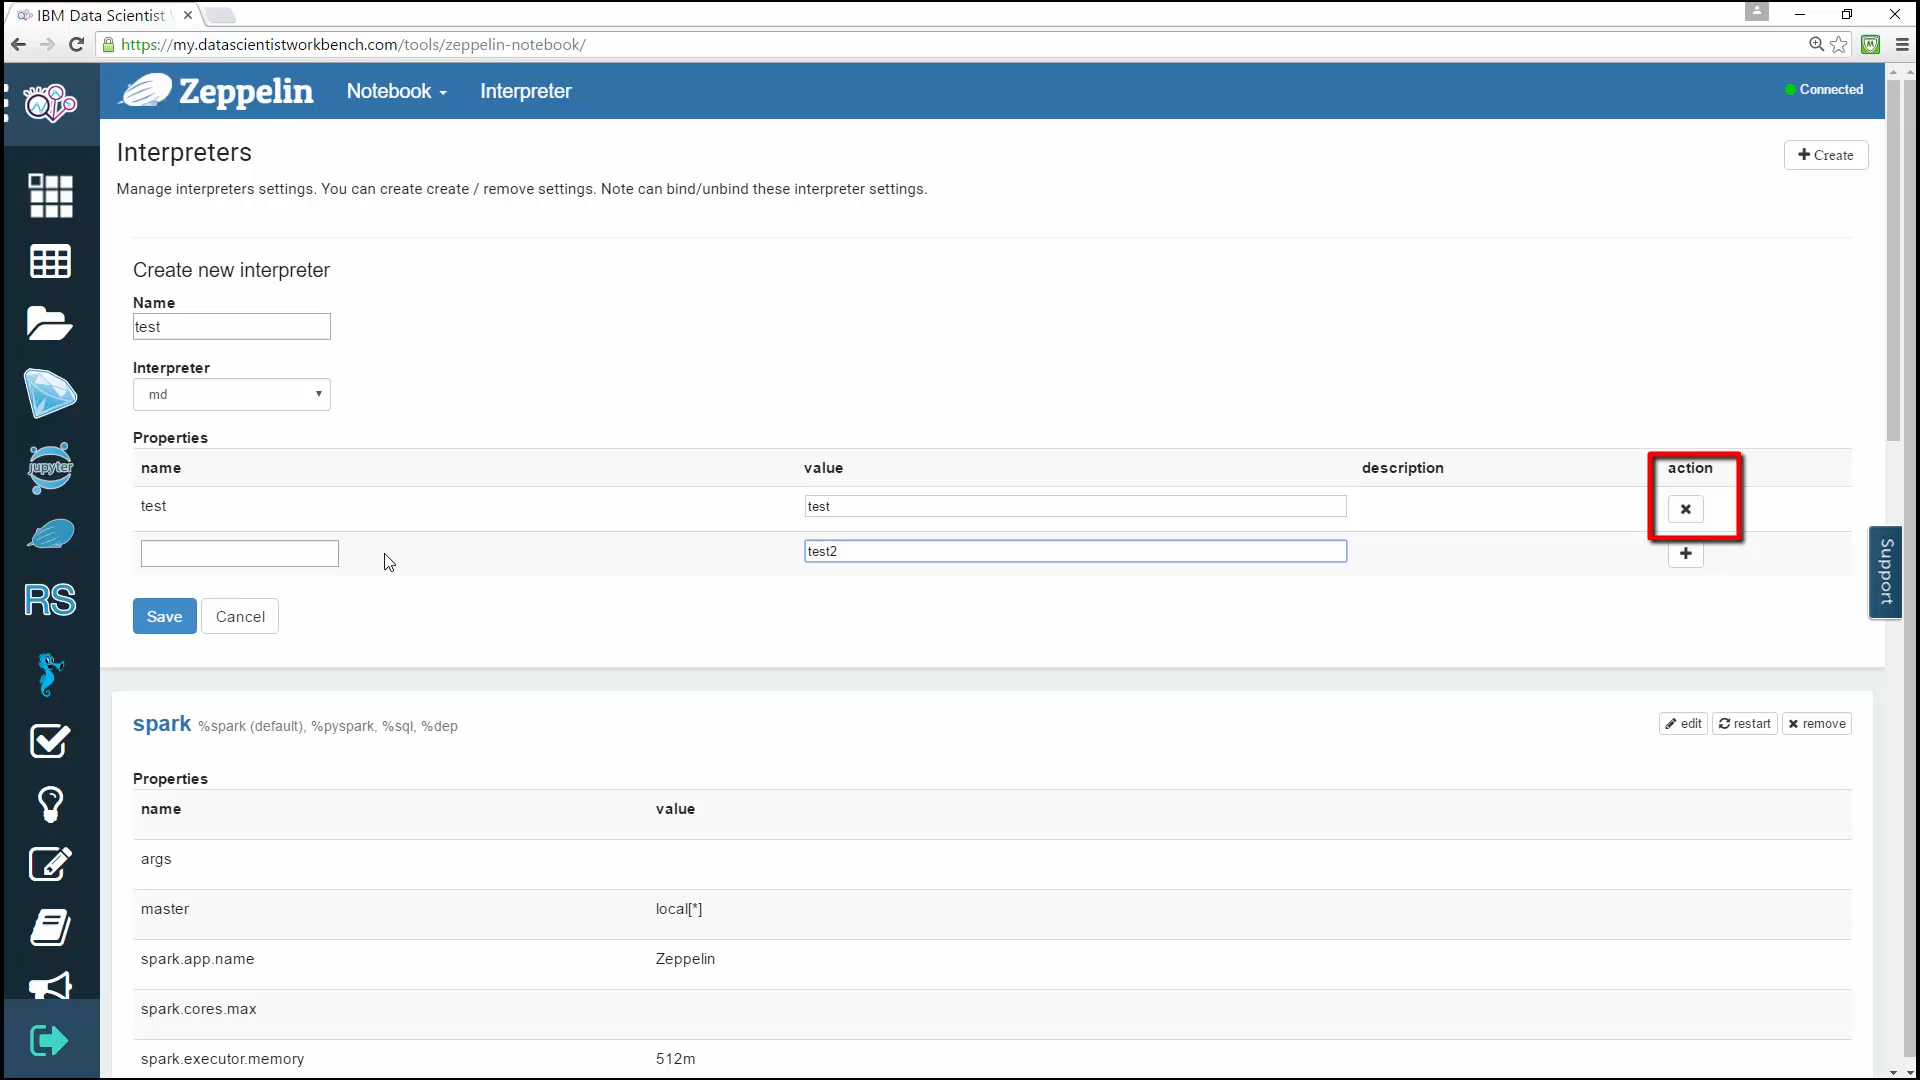 IBM Data Scientist
https://my.datascientistworkbench.com/tools/zeppelin-notebook/
Zeppelin Notebook Interpreter Connected
Interpreters
Create
Manage interpreters settings. You can create create / remove settings. Note can bind/unbind these interpreter settings.
Create new interpreter
Name
test
Interpreter
md
Properties
name value description action
test test
test2
Save Cancel
Support
jupyter
RS
spark %spark (default), %pyspark, %sql, %dep
edit restart remove
Properties
name value
args
master local[*]
spark.app.name Zeppelin
spark.cores.max
spark.executor.memory 512m